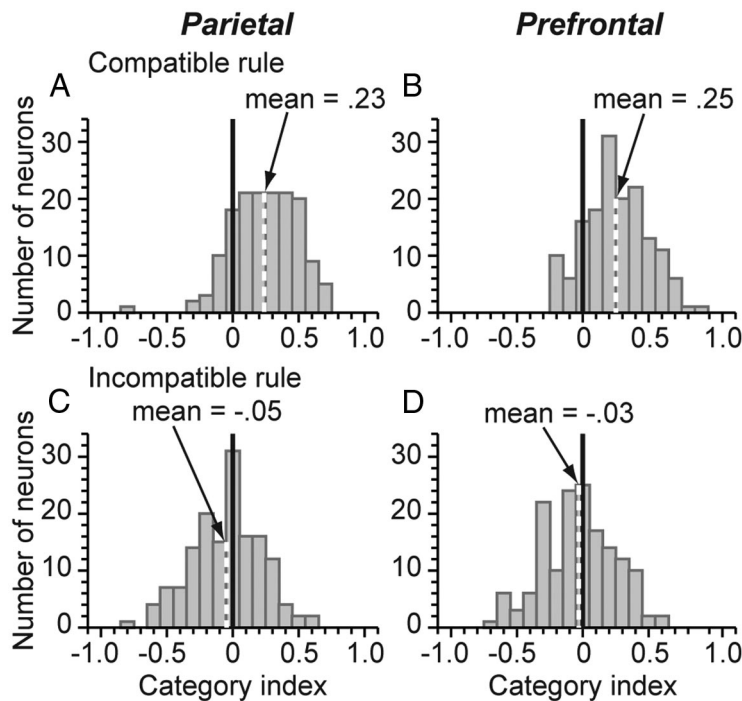 Parietal Prefrontal
Compatible rule
A mean = .23 B mean = .25
Number of neurons
30 30
20 20
10 10
0 0
-1.0 -0.5 0 0.5 1.0 -1.0 -0.5 0 0.5 1.0
Incompatible rule
C mean = -.05 D mean = -.03
Number of neurons
30 30
20 20
10 10
0 0
-1.0 -0.5 0 0.5 1.0 -1.0 -0.5 0 0.5 1.0
Category index Category index